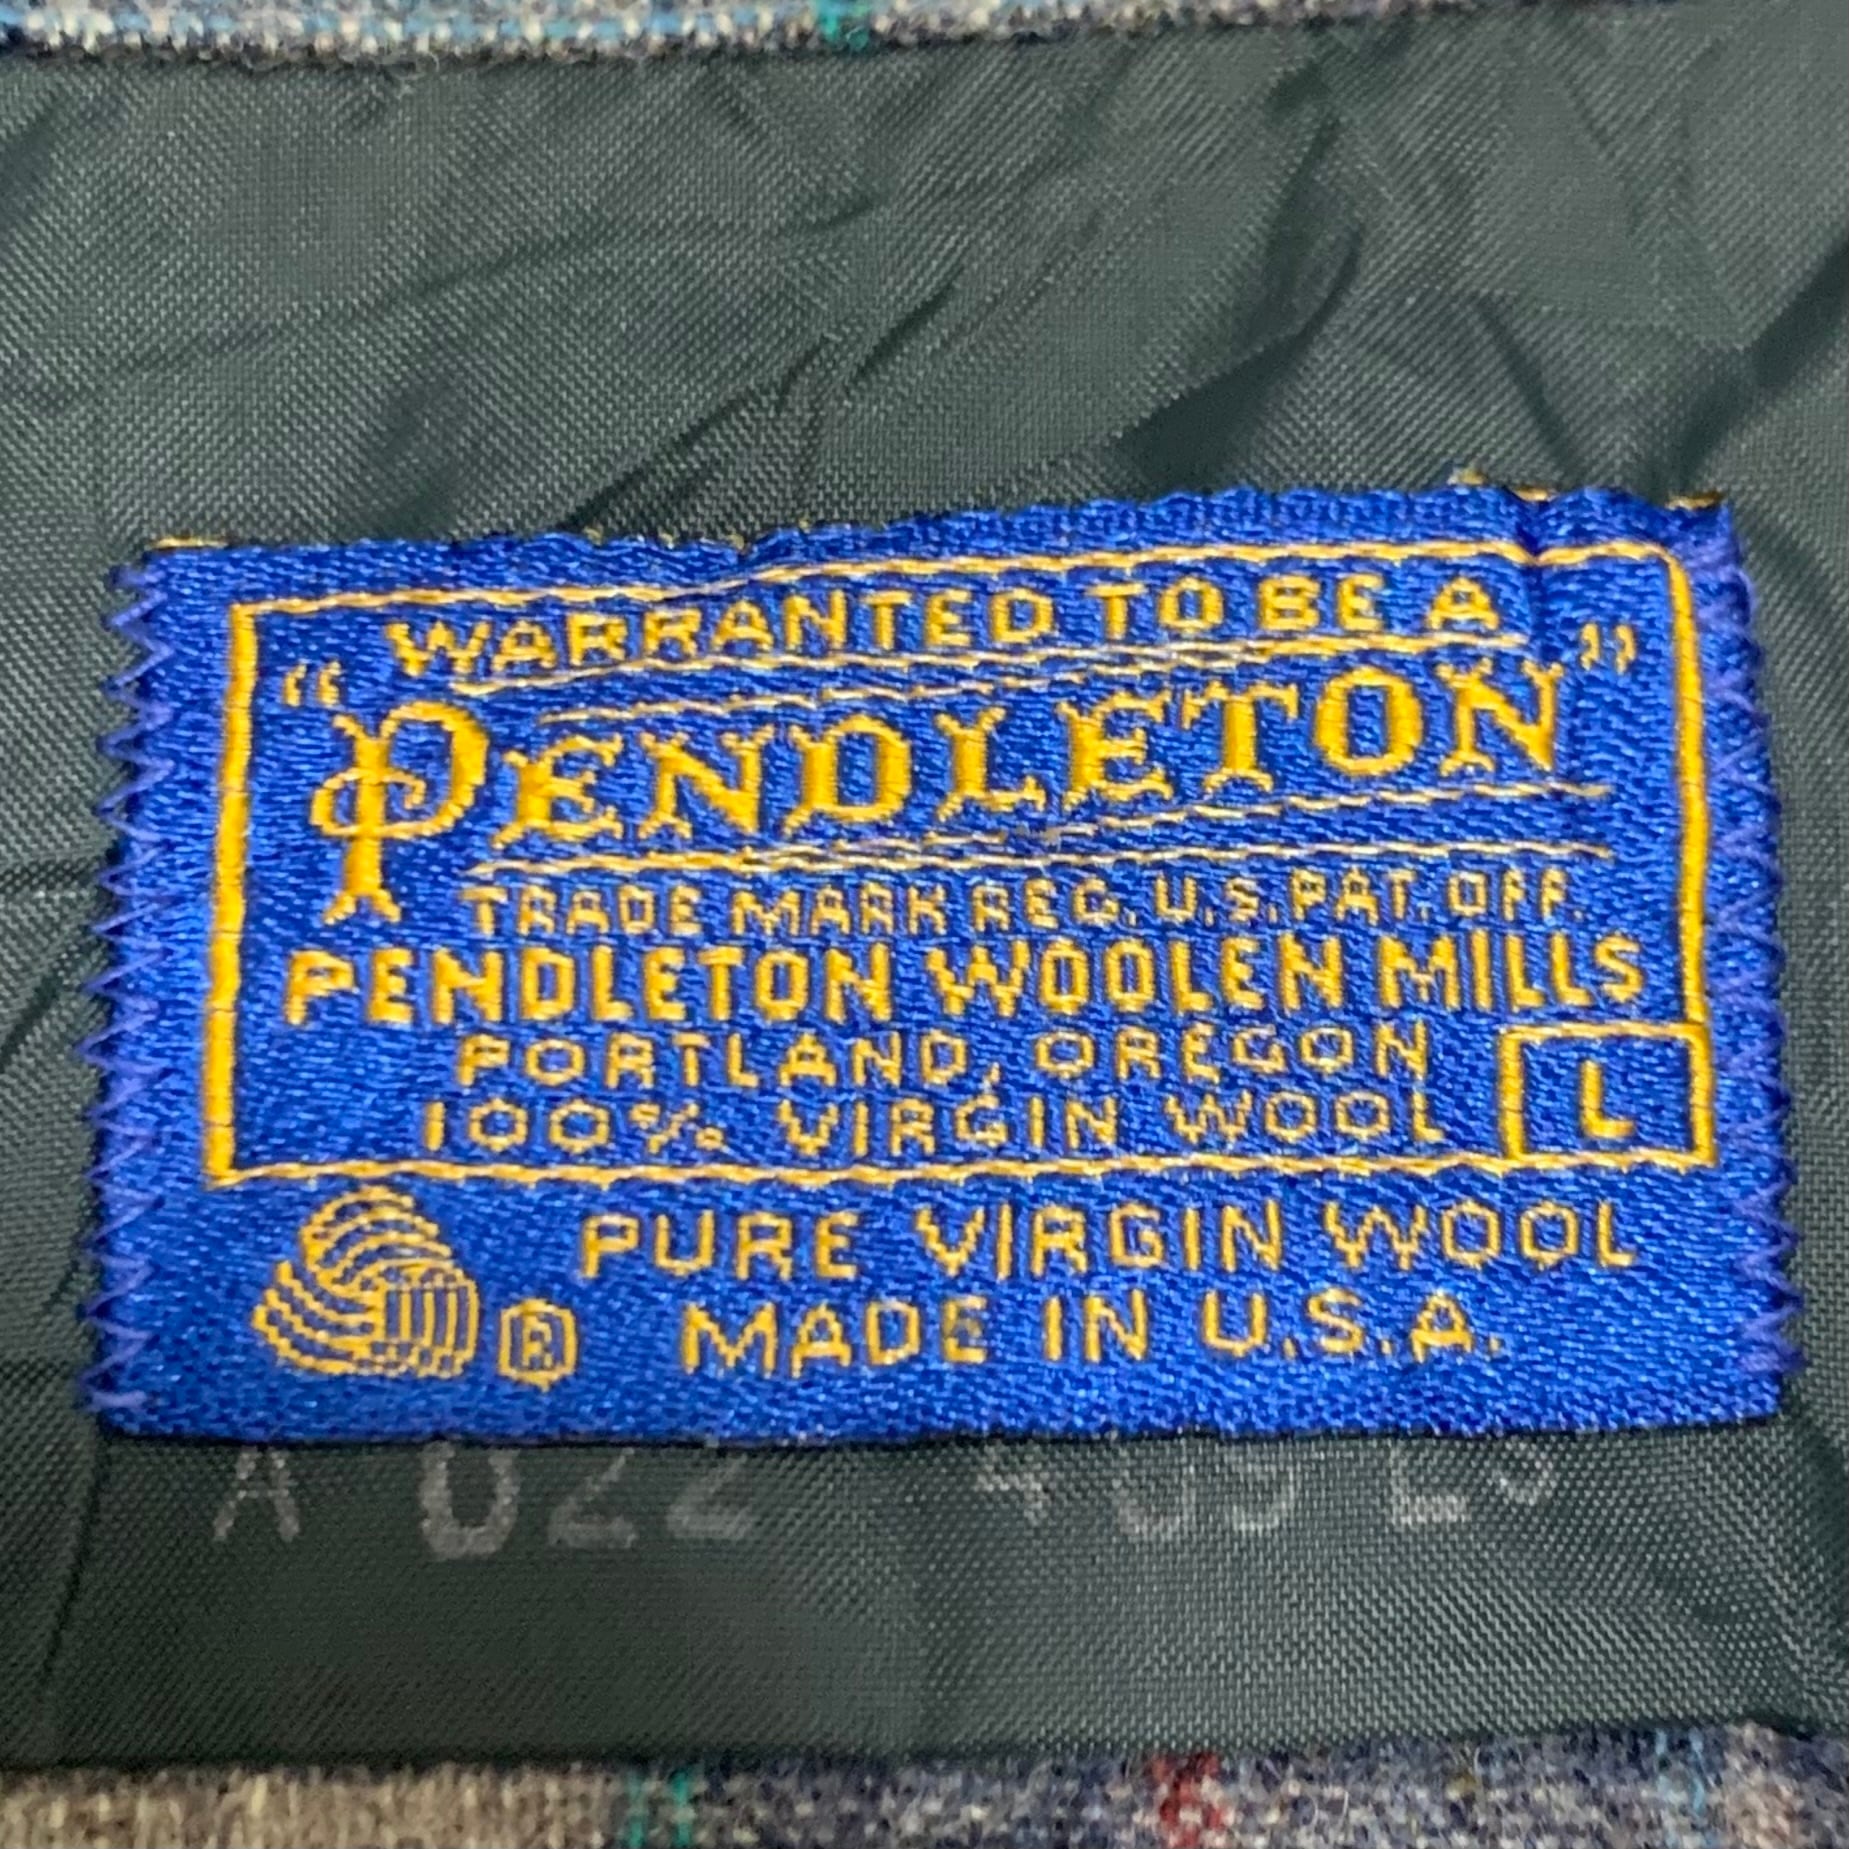 WARRANTED TO BE A
"PENDLETON"
TRADE MARK REG. U.S. PAT. OFF.
PENDLETON WOOLEN MILLS
PORTLAND, OREGON
100% VIRGIN WOOL
L
PURE VIRGIN WOOL
® MADE IN U.S.A.
A 022